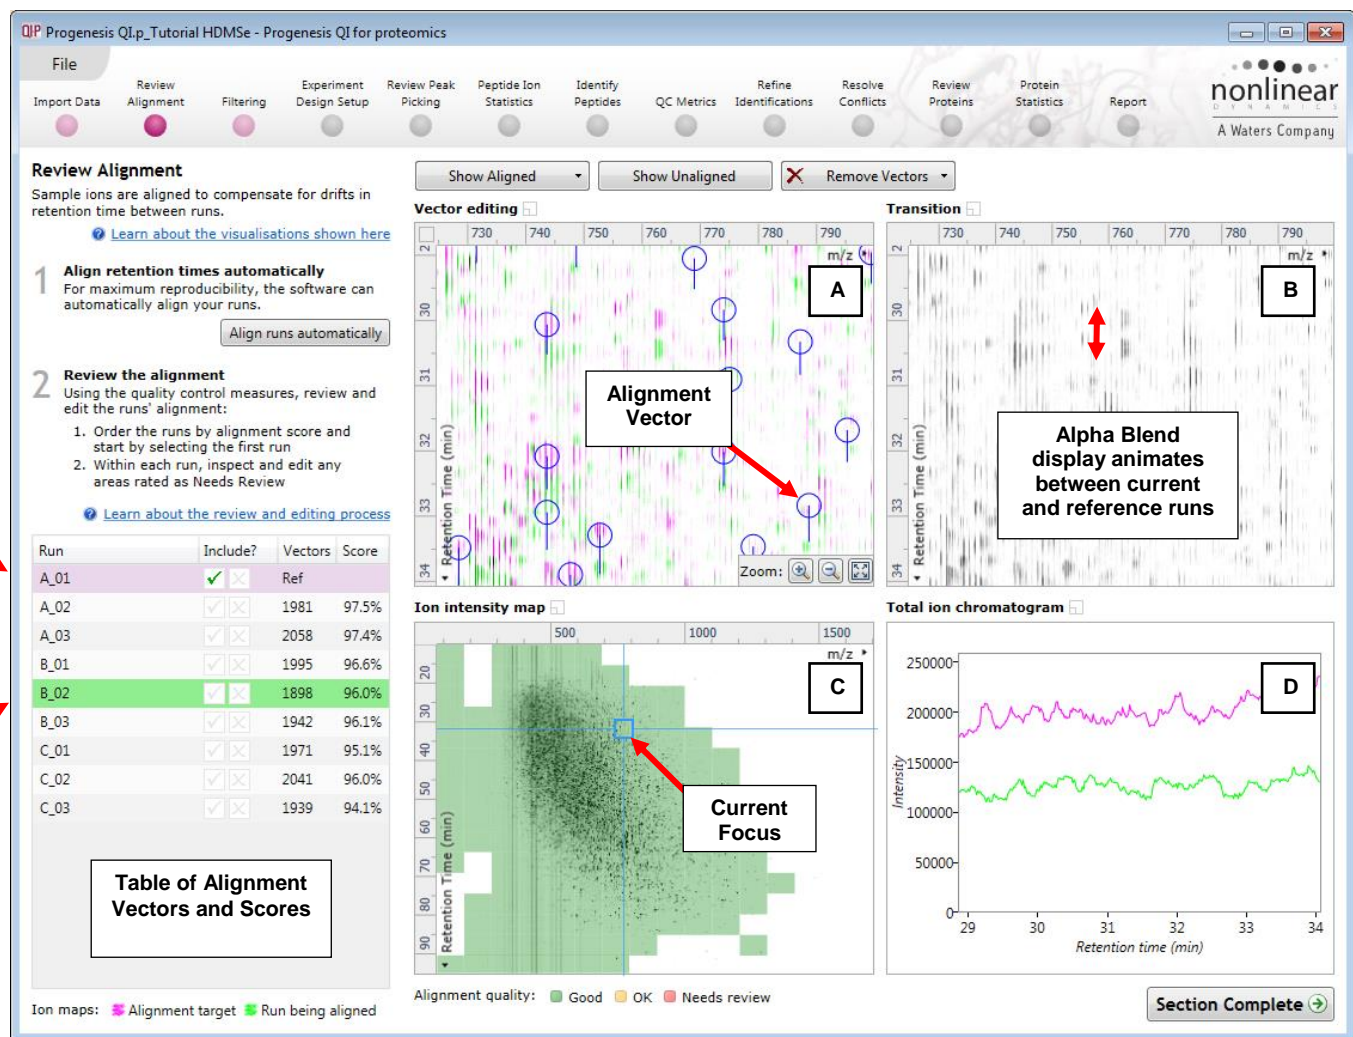 QIP Progenesis QI.p_Tutorial HDMSe - Progenesis QI for proteomics
File
Import Data
Review Alignment
Filtering
Experiment Design Setup
Review Peak Picking
Peptide Ion Statistics
Identify Peptides
QC Metrics
Refine Identifications
Resolve Conflicts
Review Proteins
Protein Statistics
Report
nonlinear
DYNAMICS
A Waters Company
Review Alignment
Sample ions are aligned to compensate for drifts in
retention time between runs.
Learn about the visualisations shown here
1 Align retention times automatically
For maximum reproducibility, the software can
automatically align your runs.
Align runs automatically
2 Review the alignment
Using the quality control measures, review and
edit the runs' alignment:
1. Order the runs by alignment score and
start by selecting the first run
2. Within each run, inspect and edit any
areas rated as Needs Review
Learn about the review and editing process
Run Include? Vectors Score
A_01 Ref
A_02 1981 97.5%
A_03 2058 97.4%
B_01 1995 96.6%
B_02 1898 96.0%
B_03 1942 96.1%
C_01 1971 95.1%
C_02 2041 96.0%
C_03 1939 94.1%
Table of Alignment
Vectors and Scores
Ion maps: Alignment target Run being aligned
Show Aligned
Show Unaligned
Remove Vectors
Vector editing
730 740 750 760 770 780 790
m/z
2
30
31
32
33
34
Retention Time (min)
A
Alignment
Vector
Zoom:
Transition
730 740 750 760 770 780 790
m/z
2
30
31
32
33
34
Retention Time (min)
B
Alpha Blend
display animates
between current
and reference runs
Ion intensity map
500 1000 1500
m/z
20
30
40
50
60
70
80
90
Retention Time (min)
C
Current
Focus
Alignment quality: Good OK Needs review
Total ion chromatogram
250000
200000
150000
100000
50000
0
Intensity
29 30 31 32 33 34
Retention time (min)
D
Section Complete